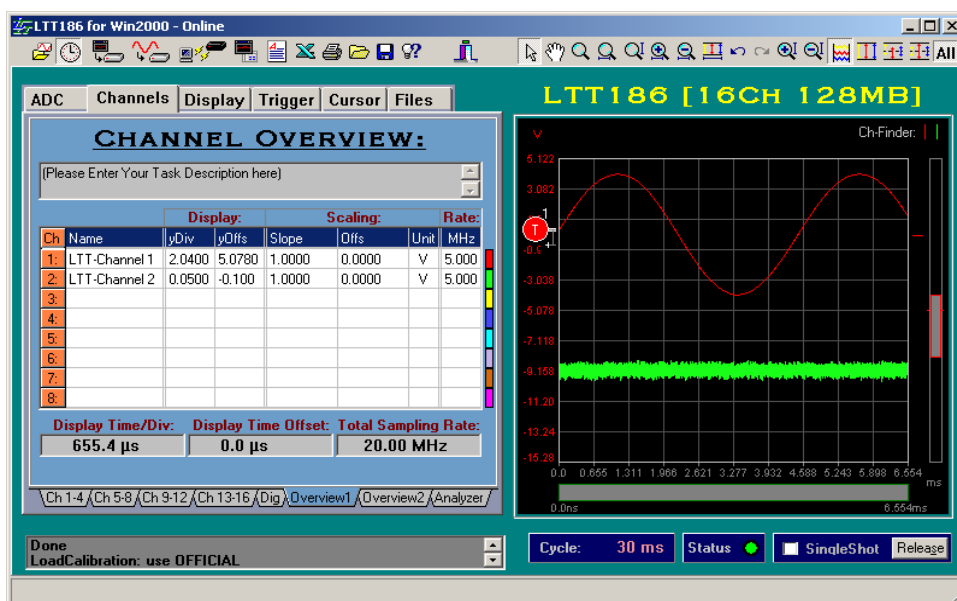 LTT186 for Win2000 - Online
All
ADC Channels Display Trigger Cursor Files
CHANNEL OVERVIEW:
(Please Enter Your Task Description here)
Display: Scaling: Rate:
Ch Name yDiv yOffs Slope Offs Unit MHz
1: LTT-Channel 1 2.0400 5.0780 1.0000 0.0000 V 5.000
2: LTT-Channel 2 0.0500 -0.100 1.0000 0.0000 V 5.000
3:
4:
5:
6:
7:
8:
Display Time/Div: Display Time Offset: Total Sampling Rate:
655.4 µs 0.0 µs 20.00 MHz
Ch 1-4 Ch 5-8 Ch 9-12 Ch 13-16 Dig Overview1 Overview2 Analyzer
Done
LoadCalibration: use OFFICIAL
LTT186 [16CH 128MB]
V Ch-Finder:
5.122
3.082
1
T
-3.038
-5.078
-7.118
-9.158
-11.20
-13.24
-15.28
0.0 0.655 1.311 1.966 2.621 3.277 3.932 4.588 5.243 5.898 6.554
ms
0.0ns 6.554ms
Cycle: 30 ms Status SingleShot Release